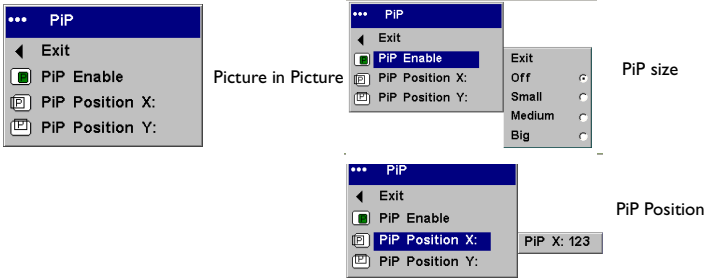 ••• PiP
Exit
PiP Enable
PiP Position X:
PiP Position Y:
Picture in Picture
••• PiP
Exit
PiP Enable
PiP Position X:
PiP Position Y:
Exit
Off
Small
Medium
Big
PiP size
••• PiP
Exit
PiP Enable
PiP Position X:
PiP Position Y:
PiP X: 123
PiP Position